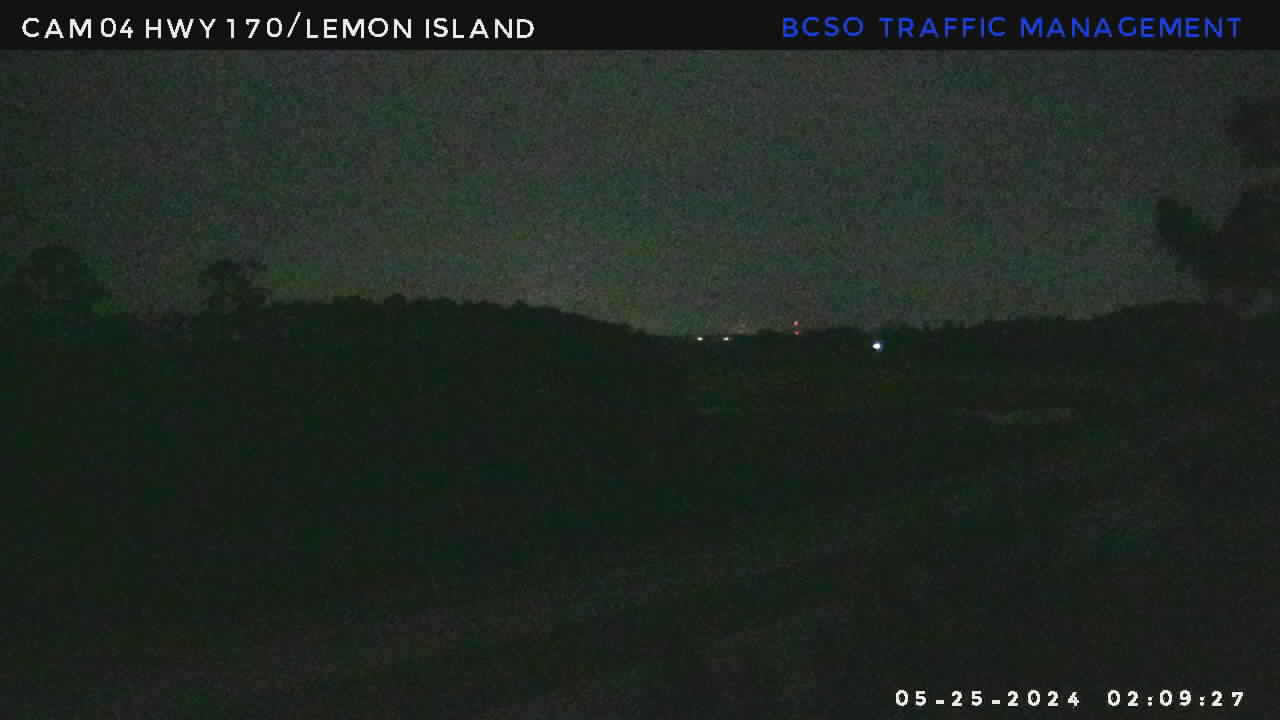 CAM04 HWY 170/LEMON ISLAND
BCSO TRAFFIC MANAGEMENT
05-25-2024 02:09:27